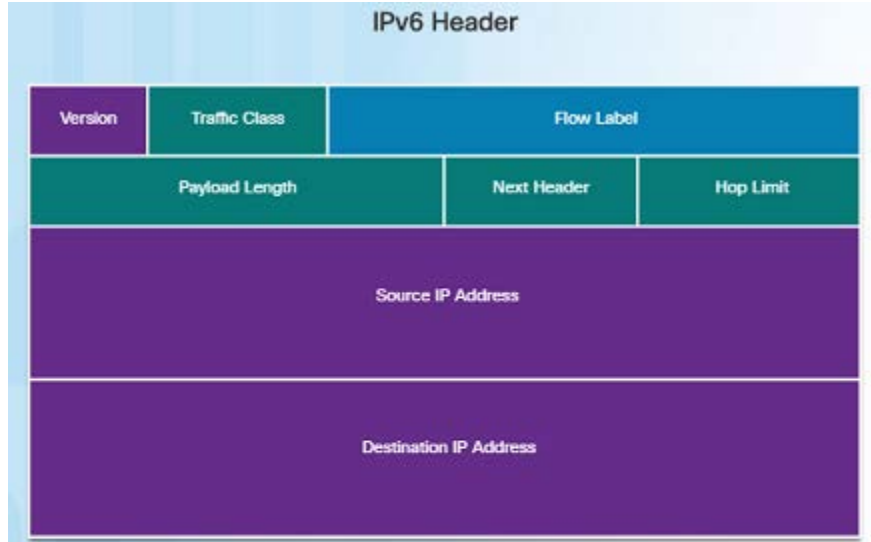 IPv6 Header
Version Traffic Class Flow Label
Payload Length Next Header Hop Limit
Source IP Address
Destination IP Address